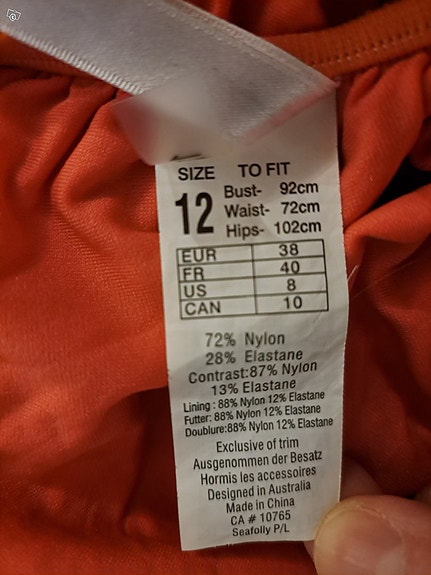 SIZE TO FIT
12
Bust- 92cm
Waist- 72cm
Hips- 102cm
EUR 38
FR 40
US 8
CAN 10
72% Nylon
28% Elastane
Contrast:87% Nylon
13% Elastane
Lining : 88% Nylon 12% Elastane
Futter: 88% Nylon 12% Elastane
Doublure:88% Nylon 12% Elastane
Exclusive of trim
Ausgenommen der Besatz
Hormis les accessoires
Designed in Australia
Made in China
CA # 10765
Seafolly P/L